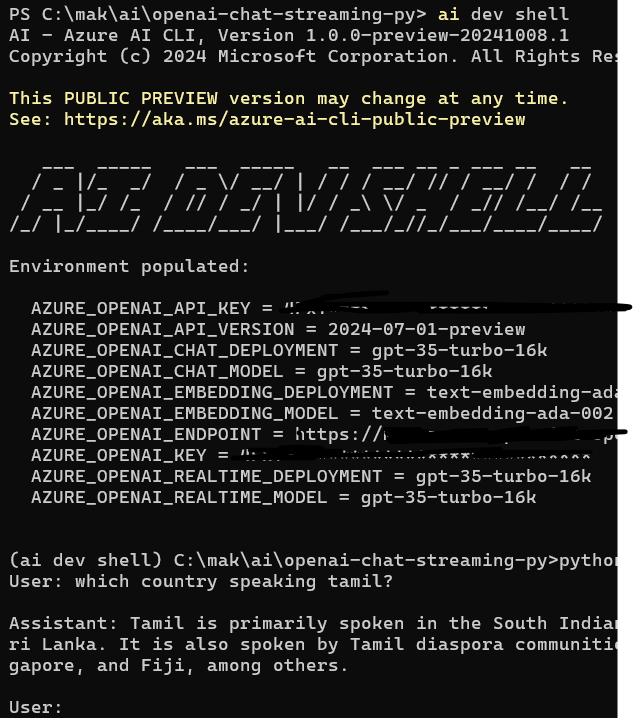 PS C:\mak\ai\openai-chat-streaming-py> ai dev shell
AI - Azure AI CLI, Version 1.0.0-preview-20241008.1
Copyright (c) 2024 Microsoft Corporation. All Rights
This PUBLIC PREVIEW version may change at any time.
See: https://aka.ms/azure-ai-cli-public-preview
AI DEV SHELL
Environment populated:
AZURE_OPENAI_API_KEY =
AZURE_OPENAI_API_VERSION = 2024-07-01-preview
AZURE_OPENAI_CHAT_DEPLOYMENT = gpt-35-turbo-16k
AZURE_OPENAI_CHAT_MODEL = gpt-35-turbo-16k
AZURE_OPENAI_EMBEDDING_DEPLOYMENT = text-embedding-ada
AZURE_OPENAI_EMBEDDING_MODEL = text-embedding-ada-002
AZURE_OPENAI_ENDPOINT = https://
AZURE_OPENAI_KEY =
AZURE_OPENAI_REALTIME_DEPLOYMENT = gpt-35-turbo-16k
AZURE_OPENAI_REALTIME_MODEL = gpt-35-turbo-16k
(ai dev shell) C:\mak\ai\openai-chat-streaming-py>python
User: which country speaking tamil?
Assistant: Tamil is primarily spoken in the South Indian
ri Lanka. It is also spoken by Tamil diaspora communiti
gapore, and Fiji, among others.
User: